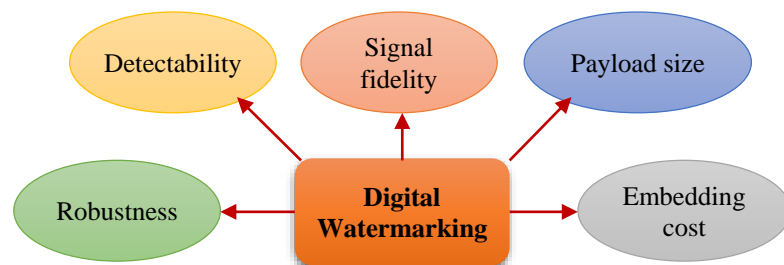 Detectability
Signal
fidelity
Payload size
Robustness
Digital
Watermarking
Embedding
cost